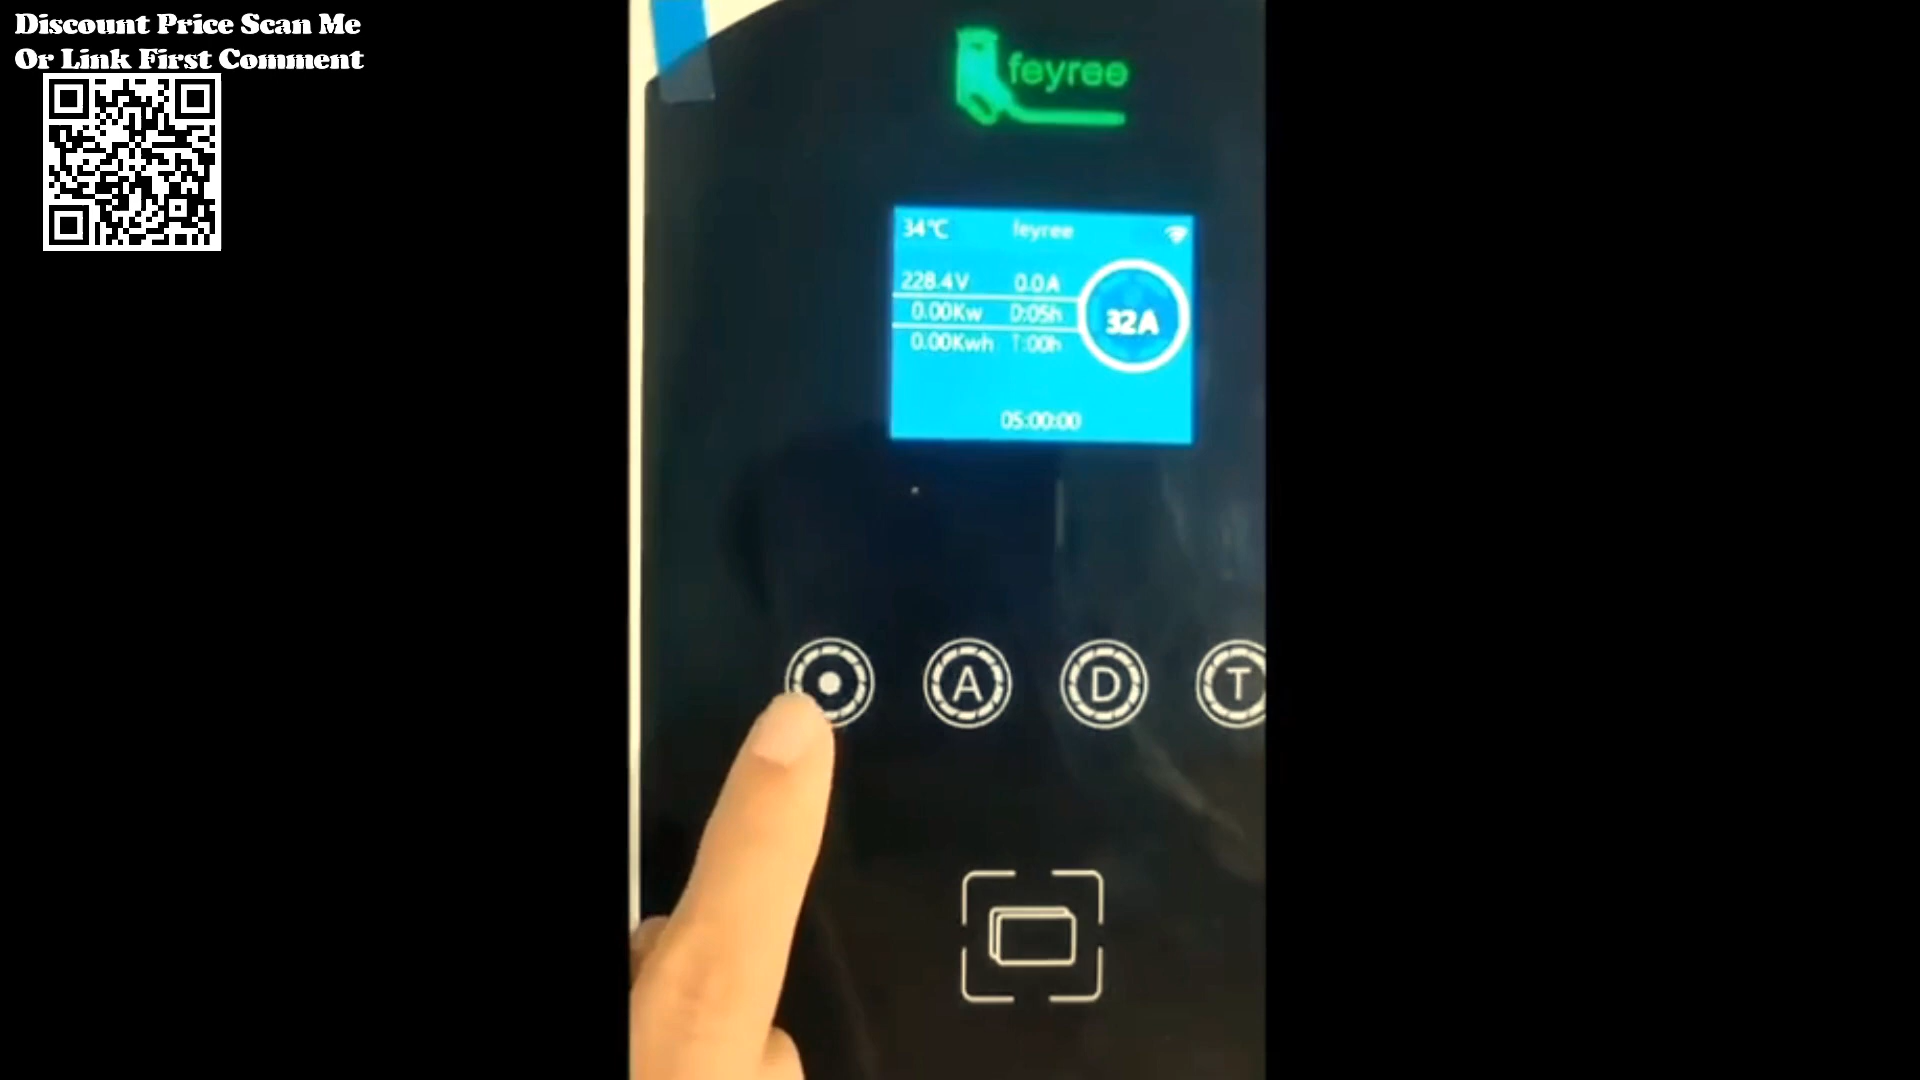 Discount Price Scan Me
Or Link First Comment
feyree
34℃ feyree
228.4V 0.0A
0.00Kw D:05h
32A
0.00Kwh T:00h
05:00:00
A D T